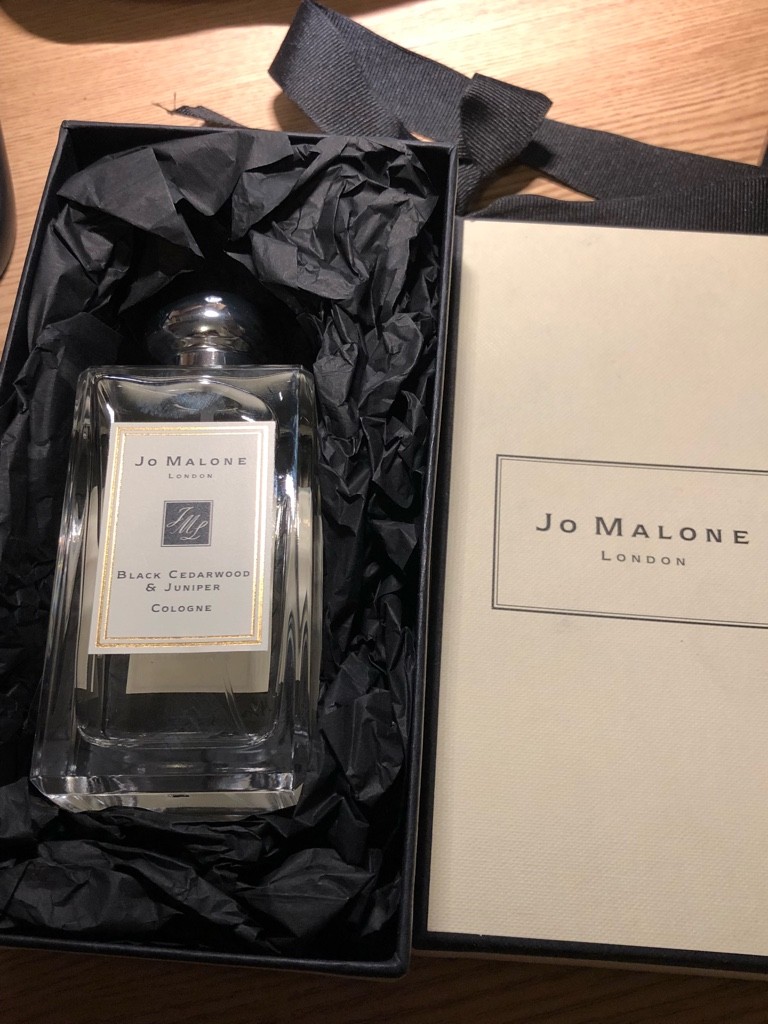 Jo Malone
London
JML
Black Cedarwood
& Juniper
Cologne
Jo Malone
London